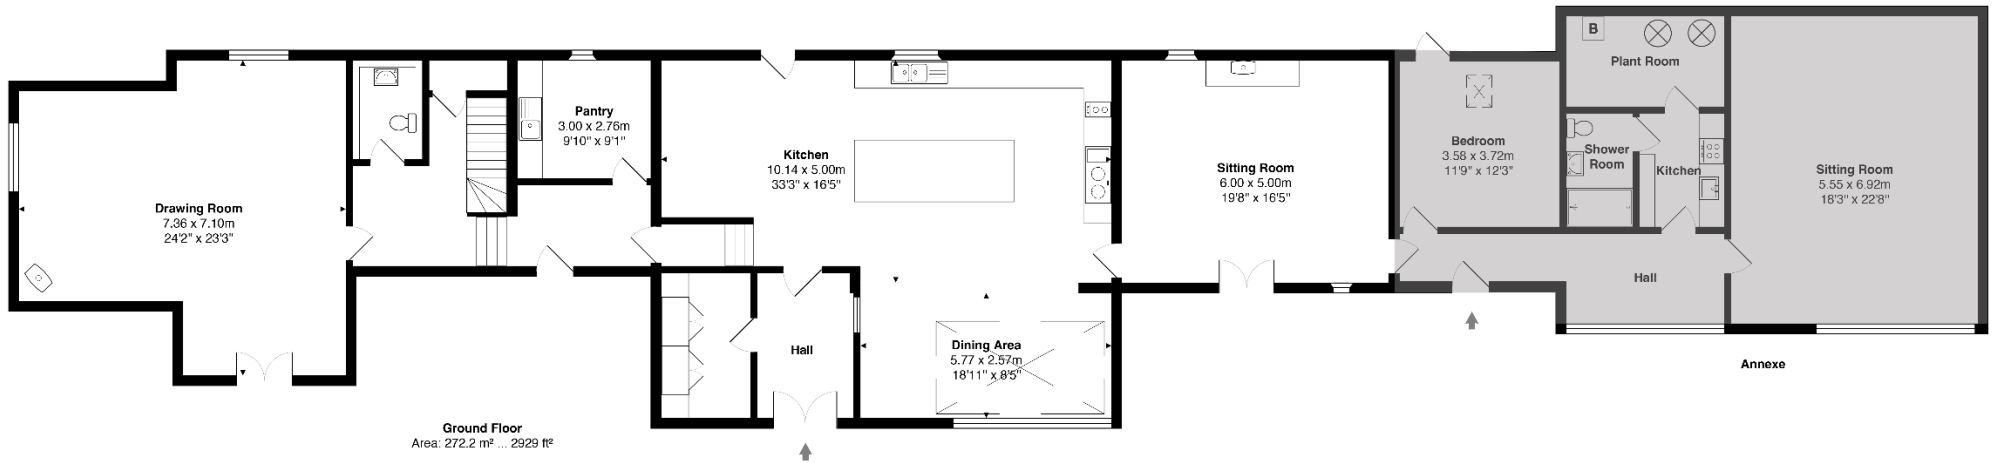 Drawing Room
7.36 x 7.10m
24'2" x 23'3"
Pantry
3.00 x 2.76m
9'10" x 9'1"
Kitchen
10.14 x 5.00m
33'3" x 16'5"
Hall
Dining Area
5.77 x 2.57m
18'11" x 8'5"
Sitting Room
6.00 x 5.00m
19'8" x 16'5"
Bedroom
3.58 x 3.72m
11'9" x 12'3"
B
Plant Room
Shower
Room
Kitchen
Hall
Sitting Room
5.55 x 6.92m
18'3" x 22'8"
Annexe
Ground Floor
Area: 272.2 m² ... 2929 ft²